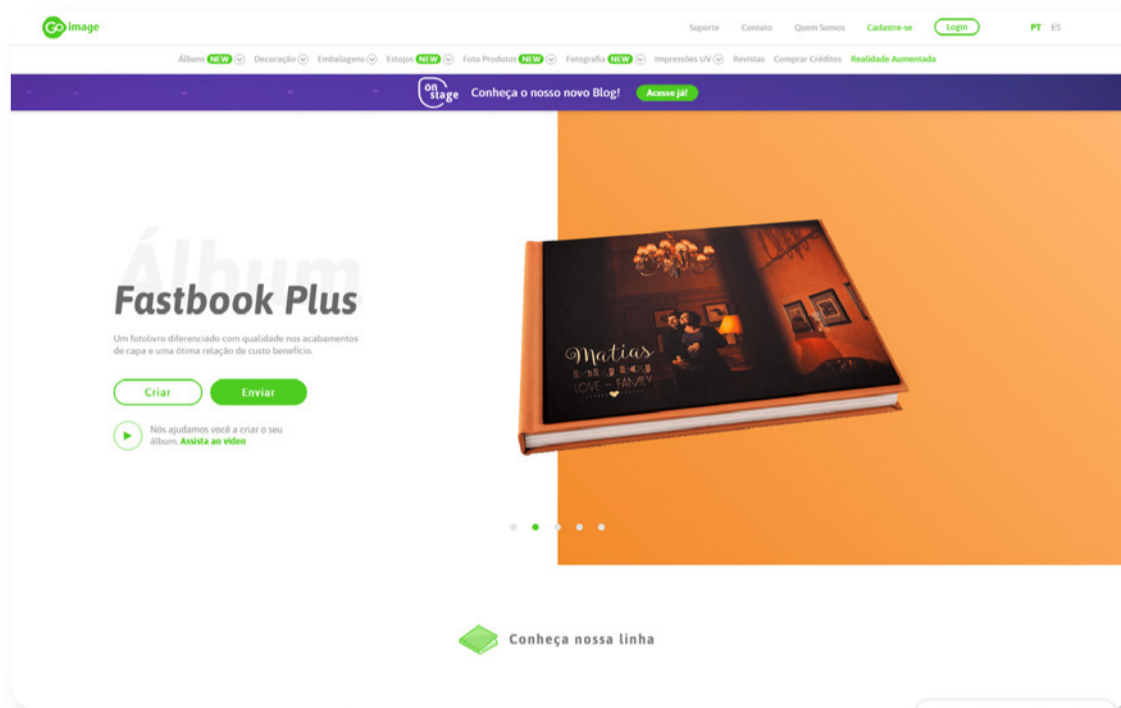 Go image
Suporte Contato Quem Somos Cadastre-se Login PT ES
Álbuns NEW Decoração Embalagens Estojos NEW Foto Produtos NEW Fotografia NEW Impressões UV Revistas Comprar Créditos Realidade Aumentada
on
stage Conheça o nosso novo Blog! Acesse já!
Álbum
Fastbook Plus
Um fotolivro diferenciado com qualidade nos acabamentos
de capa e uma ótima relação de custo benefício.
Criar Enviar
Nós ajudamos você a criar o seu
álbum. Assista ao vídeo
Matias
LOVE – FAMILY
Conheça nossa linha